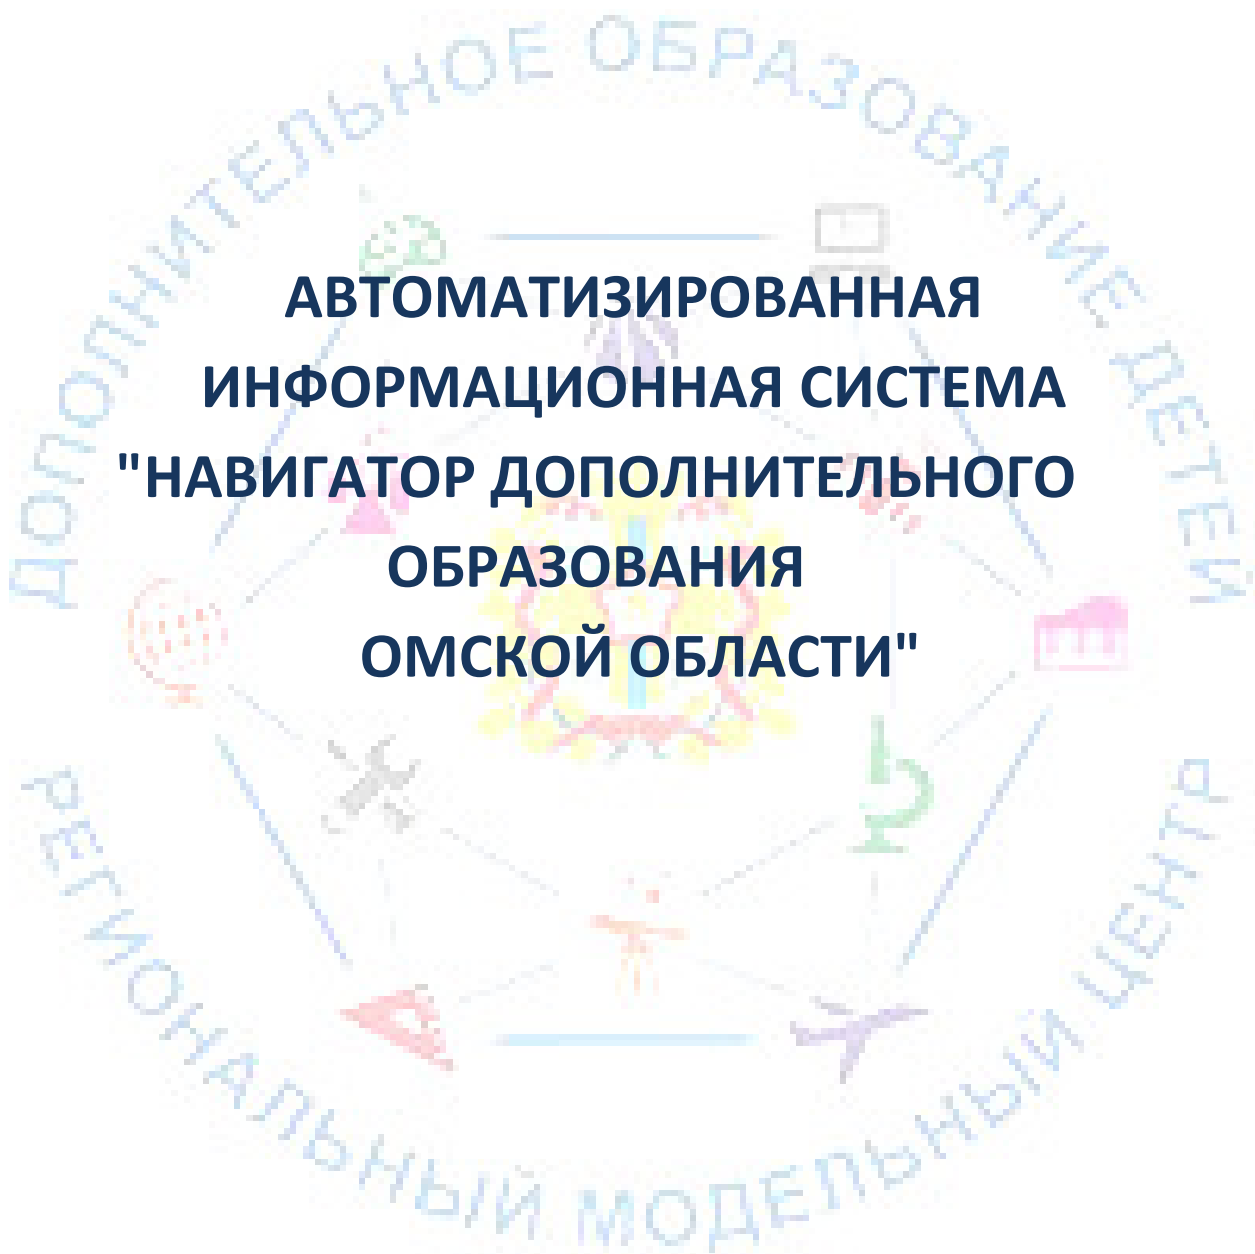 ДОПОЛНИТЕЛЬНОЕ ОБРАЗОВАНИЕ ДЕТЕЙ
АВТОМАТИЗИРОВАННАЯ
ИНФОРМАЦИОННАЯ СИСТЕМА
"НАВИГАТОР ДОПОЛНИТЕЛЬНОГО
ОБРАЗОВАНИЯ
ОМСКОЙ ОБЛАСТИ"
РЕГИОНАЛЬНЫЙ МОДЕЛЬНЫЙ ЦЕНТР